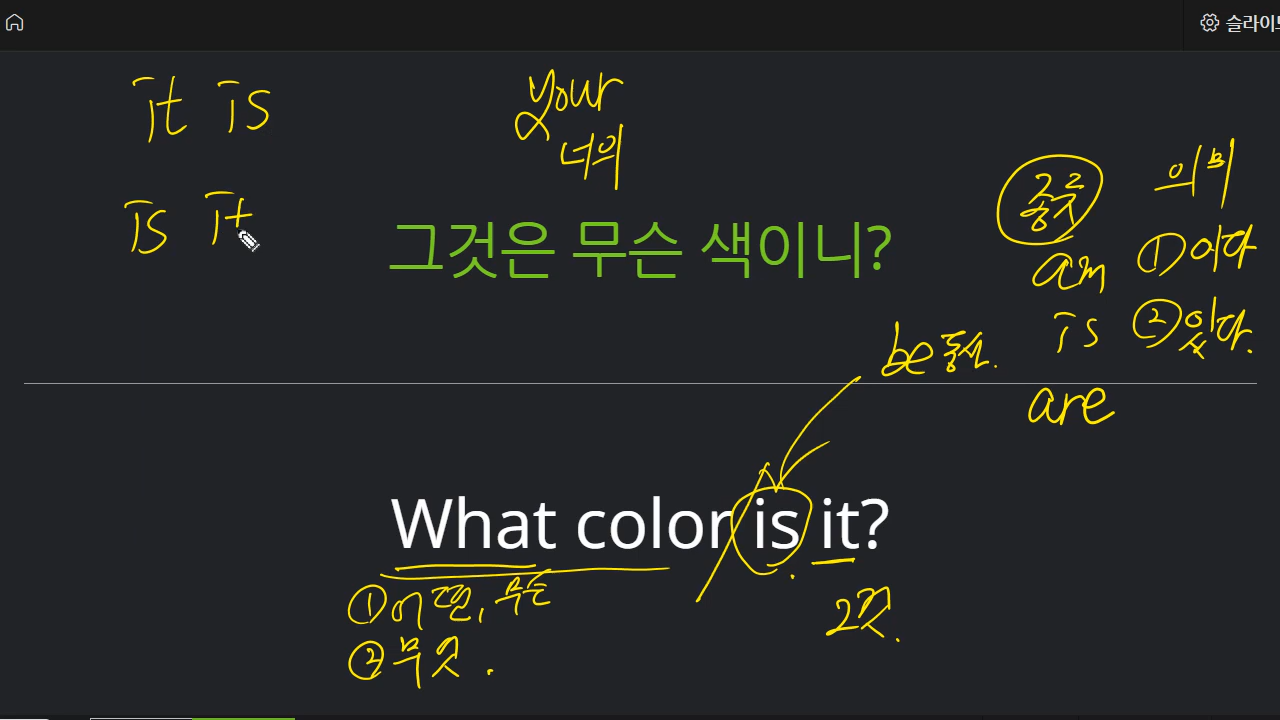 슬라이드
it is
your
너의
is it
그것은 무슨 색이니?
종류
am
is
are
의미
① 이다
② 있다.
be동사.
What color is it?
① 어떤, 무슨
② 무엇.
그것.